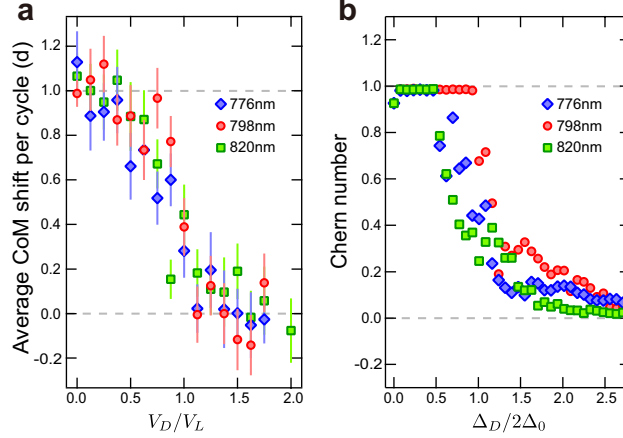 a
Average CoM shift per cycle (d)
1.2
1.0
0.8
0.6
0.4
0.2
0.0
-0.2
776nm
798nm
820nm
0.0 0.5 1.0 1.5 2.0
V_D/V_L
b
Chern number
1.2
1.0
0.8
0.6
0.4
0.2
0.0
-0.2
776nm
798nm
820nm
0.0 0.5 1.0 1.5 2.0 2.5
Δ_D/2Δ_0